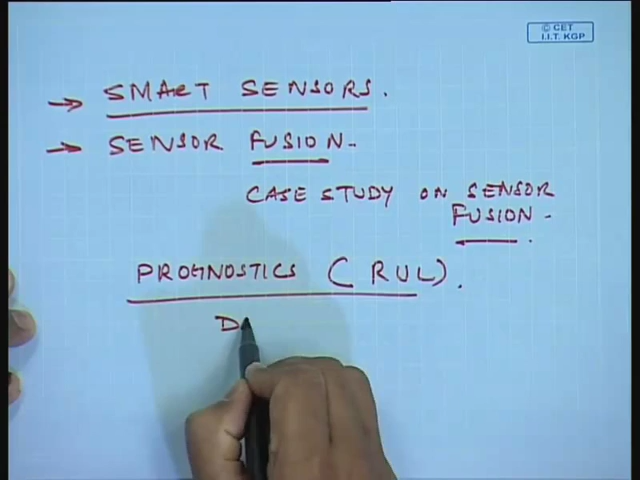 © CET
I.I.T. KGP
→ SMART SENSORS.
→ SENSOR FUSION-
CASE STUDY ON SENSOR
FUSION-.
PROGNOSTICS (RUL).
D